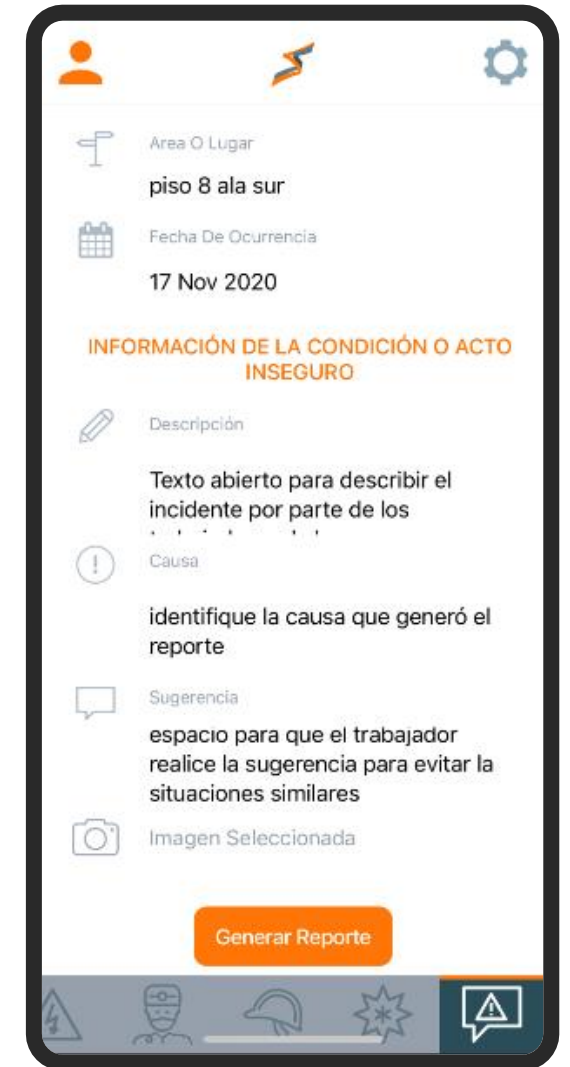 Area O Lugar
piso 8 ala sur
Fecha De Ocurrencia
17 Nov 2020
INFORMACIÓN DE LA CONDICIÓN O ACTO
INSEGURO
Descripción
Texto abierto para describir el
incidente por parte de los
Causa
identifique la causa que generó el
reporte
Sugerencia
espacio para que el trabajador
realice la sugerencia para evitar la
situaciones similares
Imagen Seleccionada
Generar Reporte